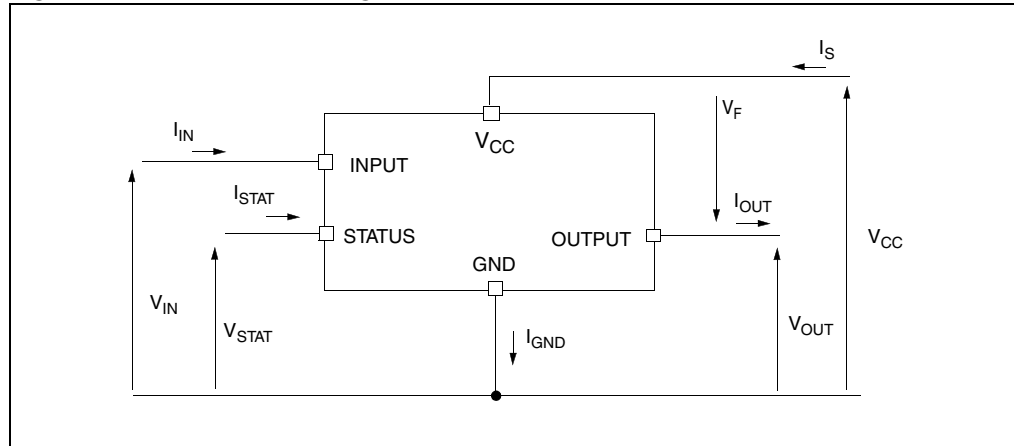 I_S
V_F
I_IN
V_CC
INPUT
I_STAT
I_OUT
STATUS
OUTPUT
V_CC
GND
V_IN
V_STAT
V_OUT
I_GND